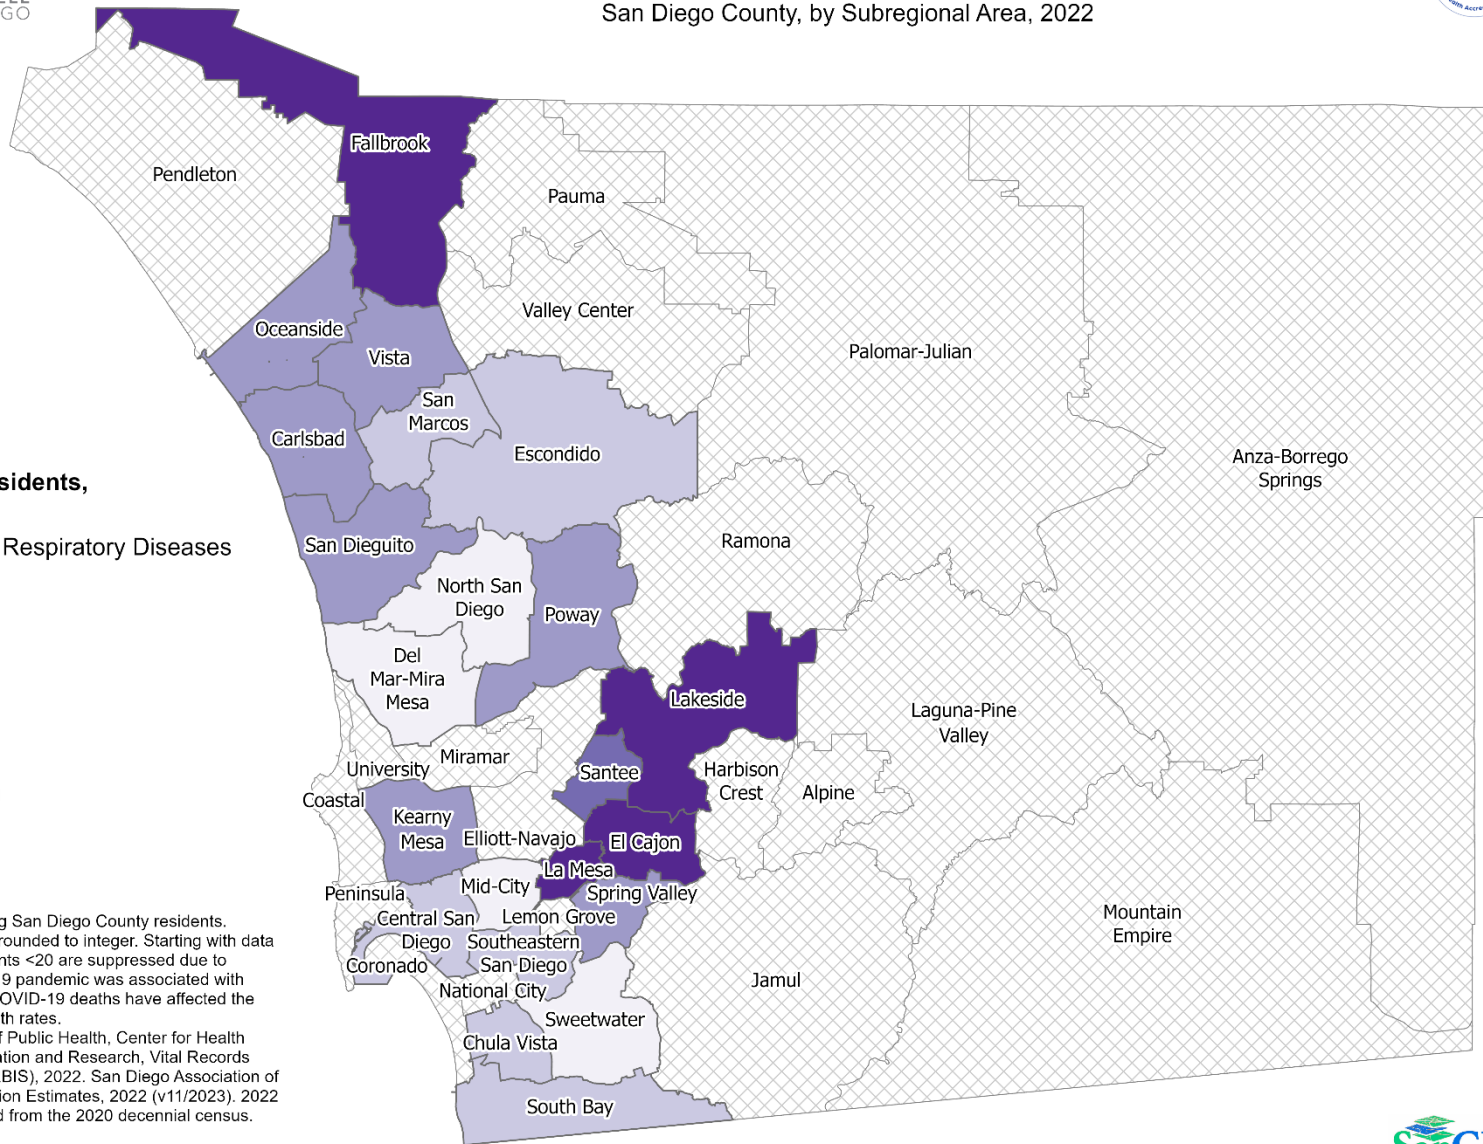 GO
San Diego County, by Subregional Area, 2022
Fallbrook
Pendleton
Pauma
Valley Center
Oceanside
Vista
Palomar-Julian
San
Marcos
Carlsbad
Escondido
Anza-Borrego
Springs
sidents,
Respiratory Diseases
San Dieguito
Ramona
North San
Diego
Poway
Del
Mar-Mira
Mesa
Lakeside
Laguna-Pine
Valley
Miramar
University
Santee
Harbison
Crest
Alpine
Coastal
Kearny
Mesa
Elliott-Navajo
El Cajon
La Mesa
Mid-City
Peninsula
Spring Valley
Central San
Diego
Lemon Grove
Southeastern
San Diego
Coronado
National City
Jamul
Mountain
Empire
Sweetwater
Chula Vista
South Bay
g San Diego County residents.
rounded to integer. Starting with data
nts <20 are suppressed due to
9 pandemic was associated with
OVID-19 deaths have affected the
th rates.
f Public Health, Center for Health
ation and Research, Vital Records
BIS), 2022. San Diego Association of
ion Estimates, 2022 (v11/2023). 2022
d from the 2020 decennial census.